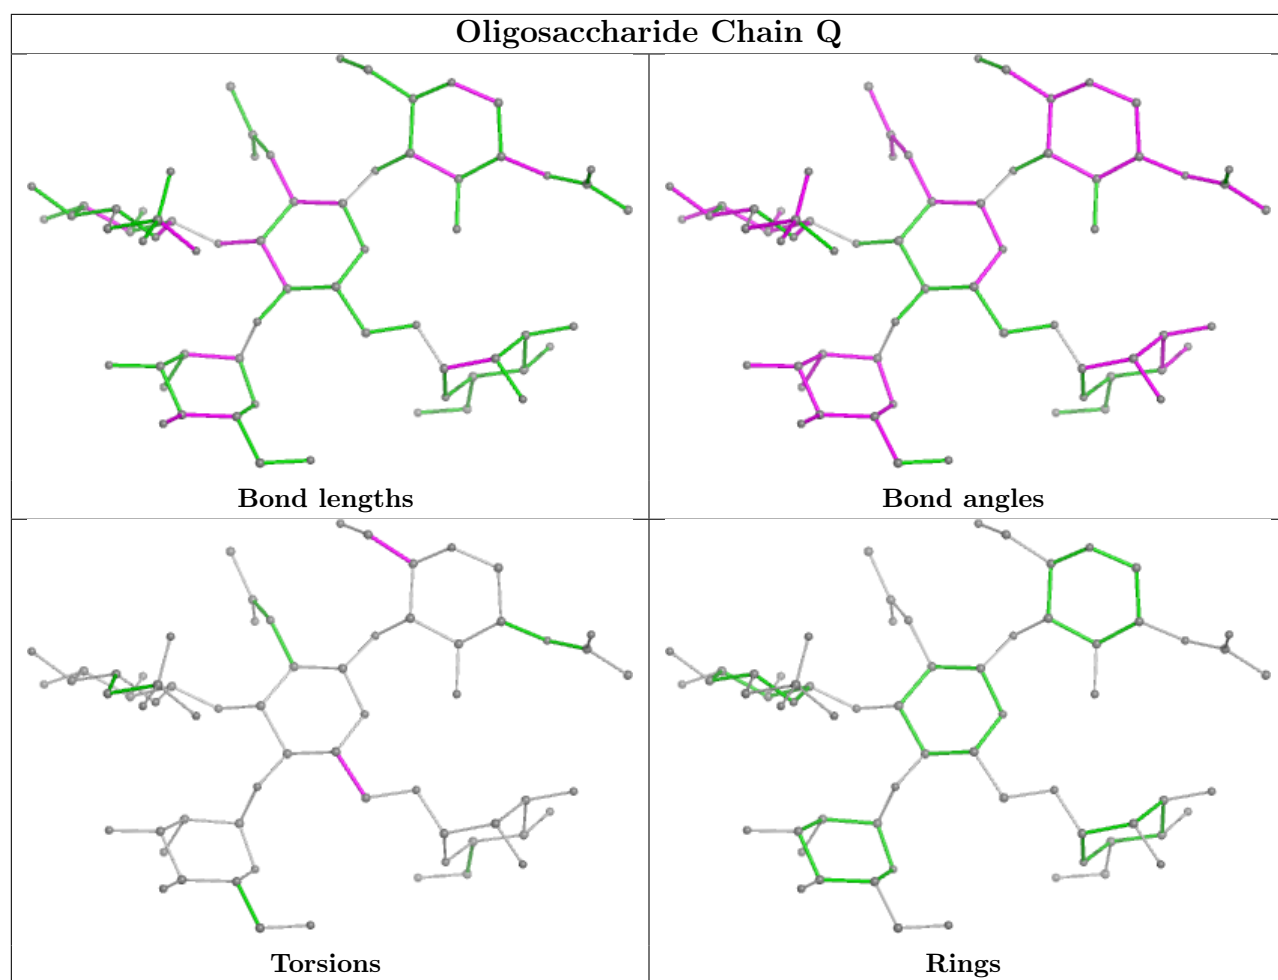 Oligosaccharide Chain Q
Bond lengths
Bond angles
Torsions
Rings